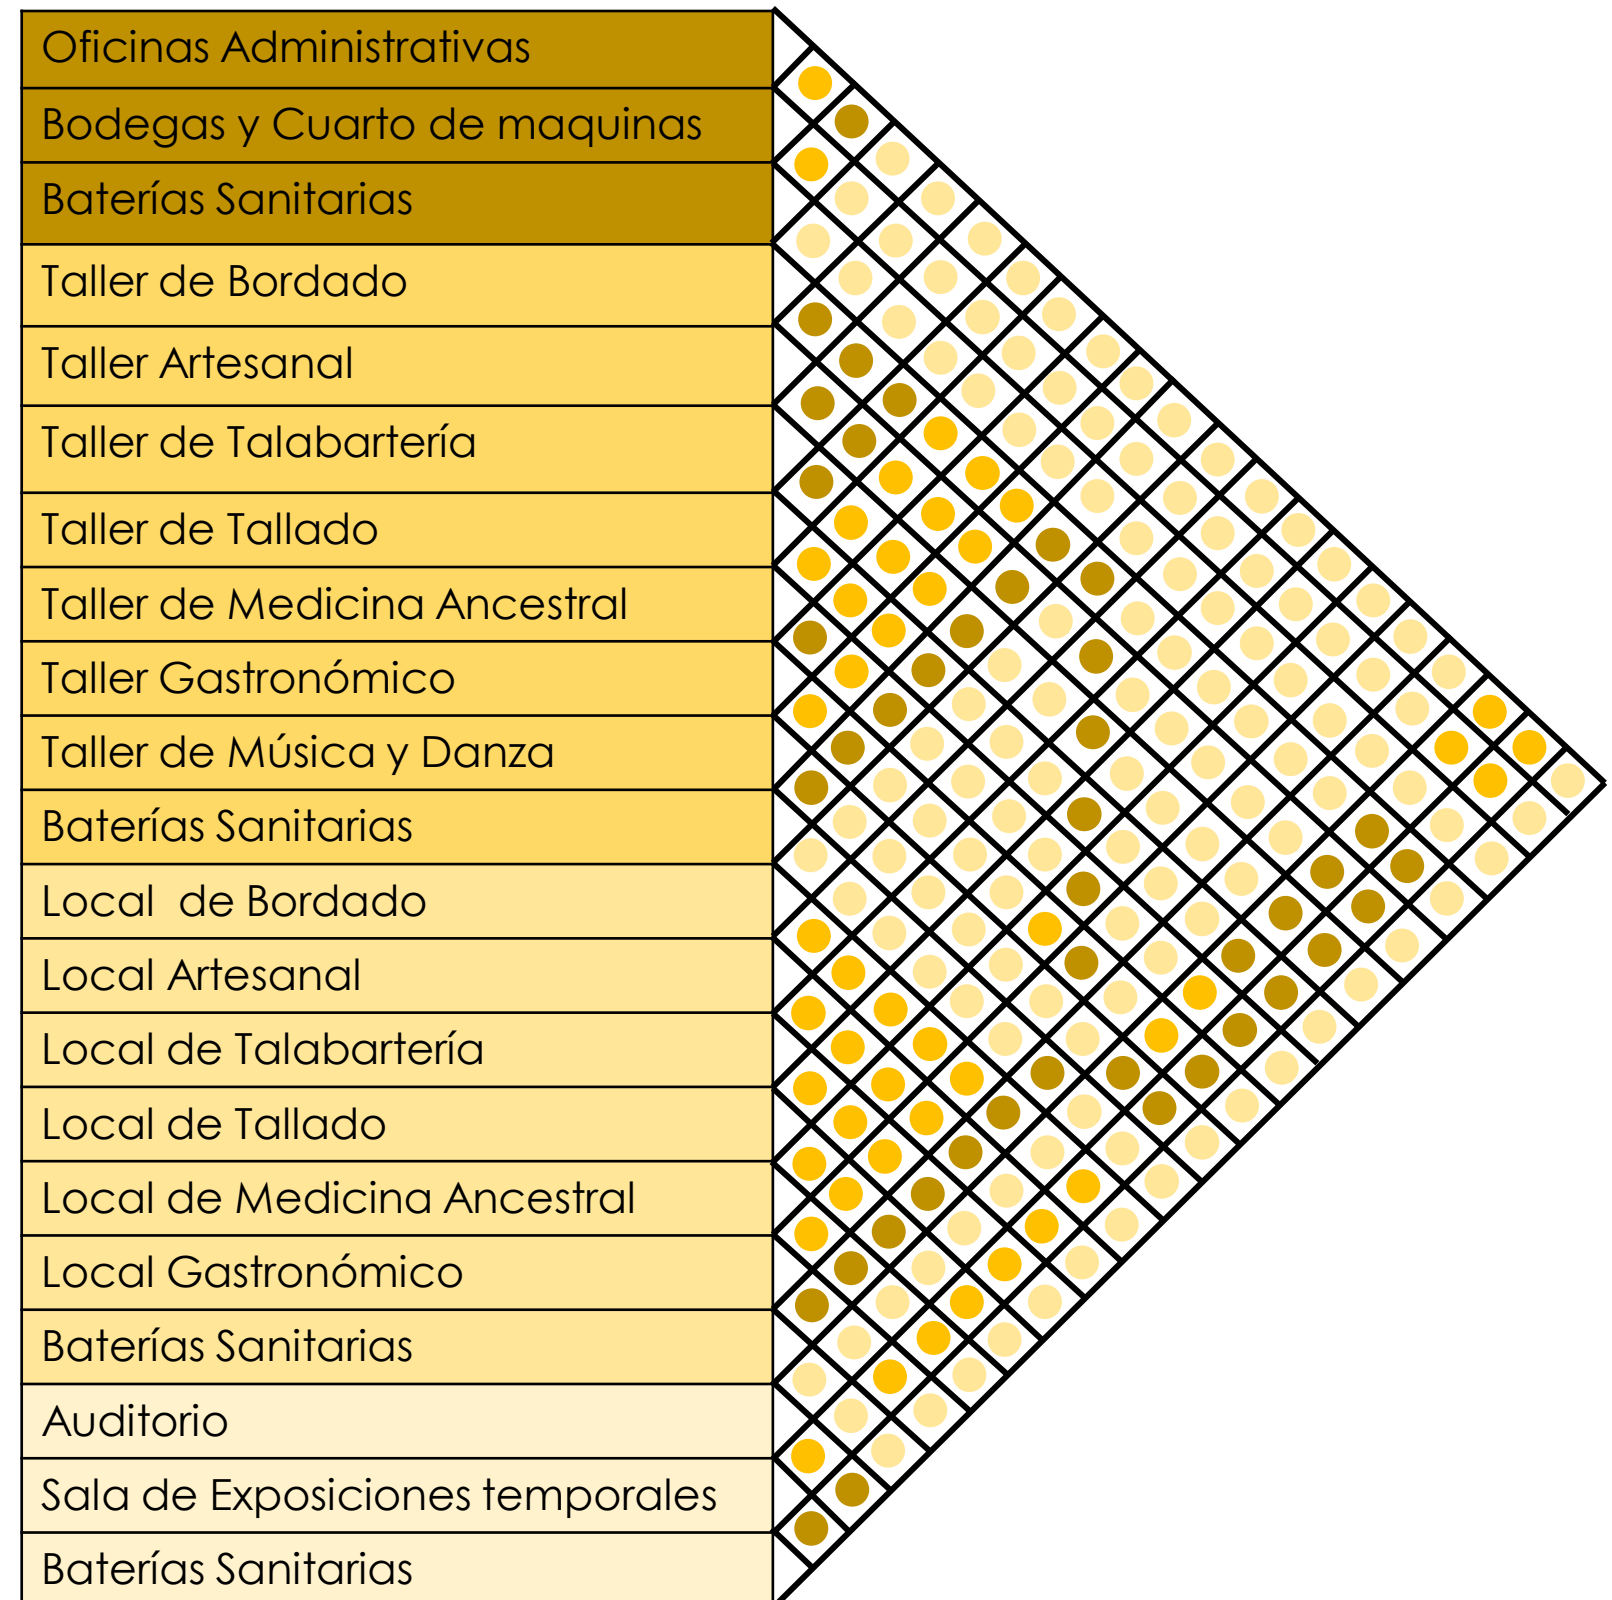 Oficinas Administrativas
Bodegas y Cuarto de maquinas
Baterías Sanitarias
Taller de Bordado
Taller Artesanal
Taller de Talabartería
Taller de Tallado
Taller de Medicina Ancestral
Taller Gastronómico
Taller de Música y Danza
Baterías Sanitarias
Local de Bordado
Local Artesanal
Local de Talabartería
Local de Tallado
Local de Medicina Ancestral
Local Gastronómico
Baterías Sanitarias
Auditorio
Sala de Exposiciones temporales
Baterías Sanitarias